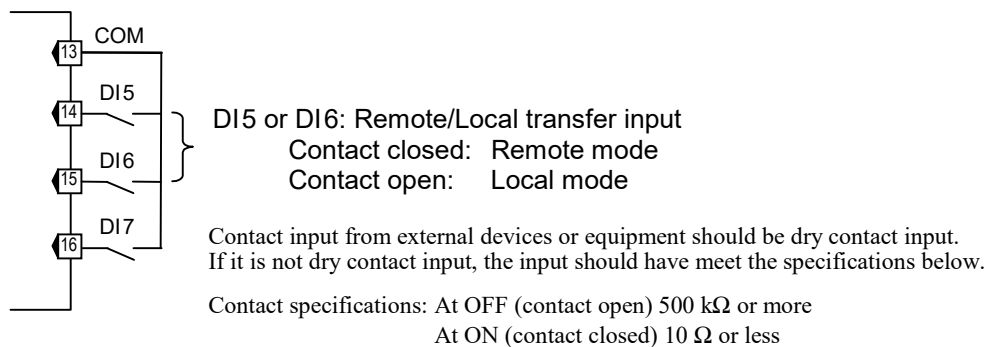 COM
13
DI5
14
DI6
15
DI7
16
DI5 or DI6: Remote/Local transfer input
Contact closed: Remote mode
Contact open: Local mode
Contact input from external devices or equipment should be dry contact input.
If it is not dry contact input, the input should have meet the specifications below.
Contact specifications: At OFF (contact open) 500 kΩ or more
At ON (contact closed) 10 Ω or less